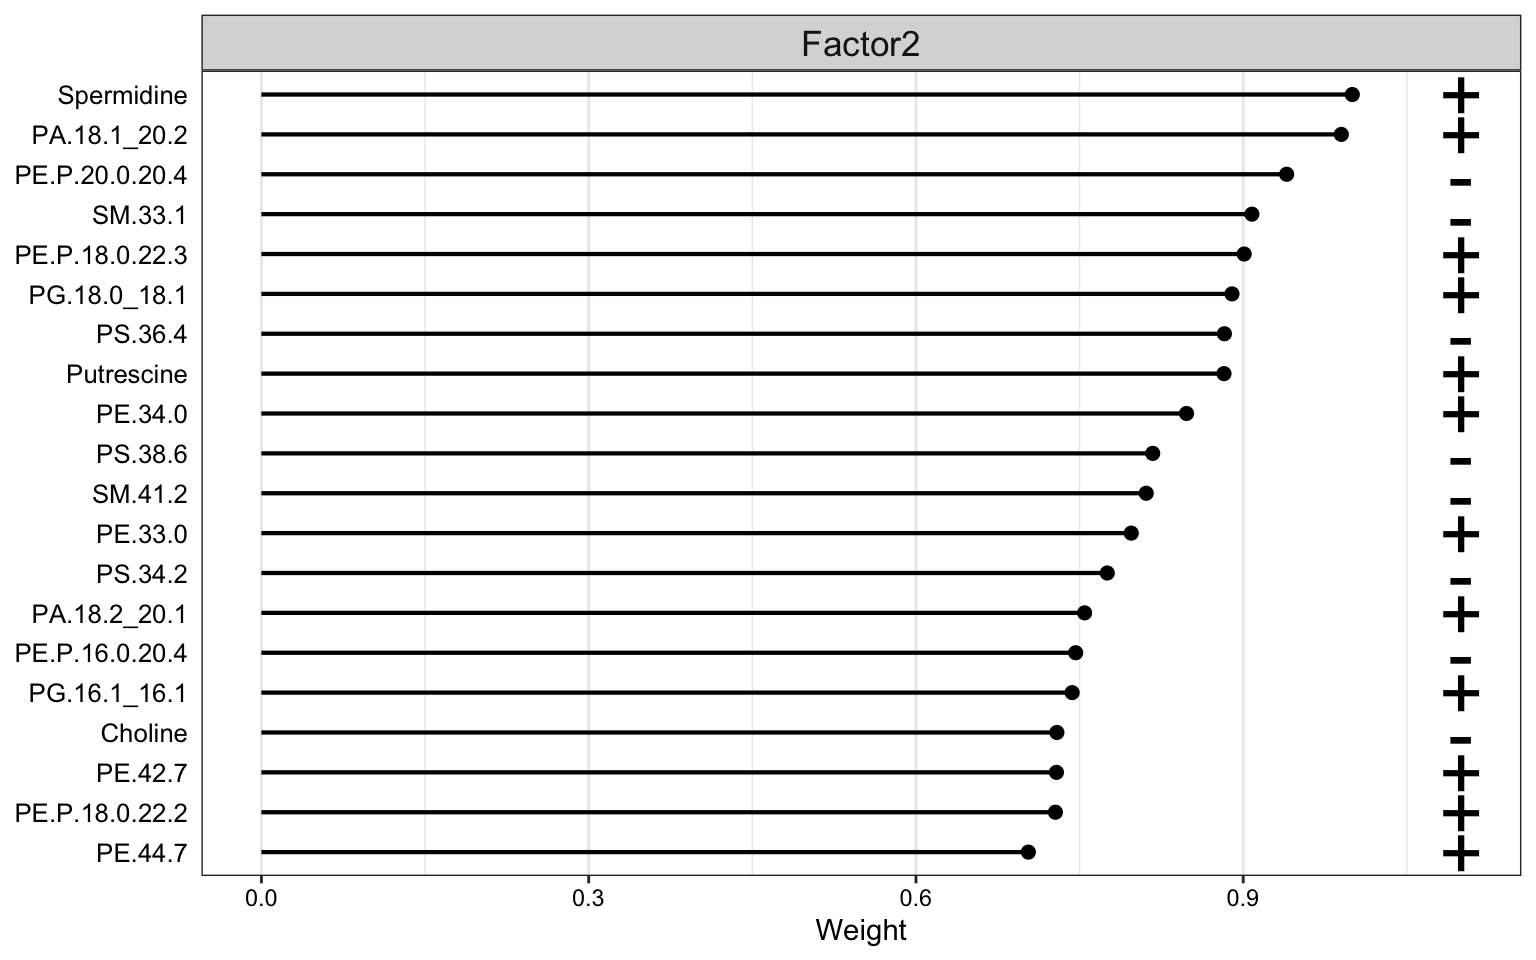 Factor2
Spermidine +
PA.18.1_20.2 +
PE.P.20.0.20.4 -
SM.33.1 -
PE.P.18.0.22.3 +
PG.18.0_18.1 +
PS.36.4 -
Putrescine +
PE.34.0 +
PS.38.6 -
SM.41.2 -
PE.33.0 +
PS.34.2 -
PA.18.2_20.1 +
PE.P.16.0.20.4 -
PG.16.1_16.1 +
Choline -
PE.42.7 +
PE.P.18.0.22.2 +
PE.44.7 +
0.0 0.3 0.6 0.9
Weight